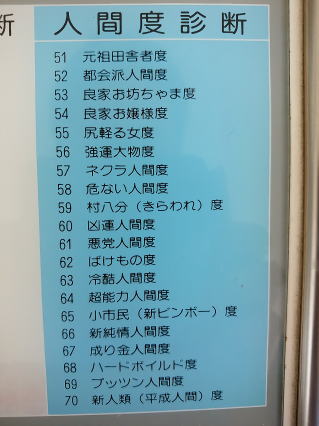 断
人間度診断
51 元祖田舎者度
52 都会派人間度
53 良家お坊ちゃま度
54 良家お嬢様度
55 尻軽る女度
56 強運大物度
57 ネクラ人間度
58 危ない人間度
59 村八分（きらわれ）度
60 凶運人間度
61 悪党人間度
62 ばけもの度
63 冷酷人間度
64 超能力人間度
65 小市民（新ビンボー）度
66 新純情人間度
67 成り金人間度
68 ハードボイルド度
69 プッツン人間度
70 新人類（平成人間）度